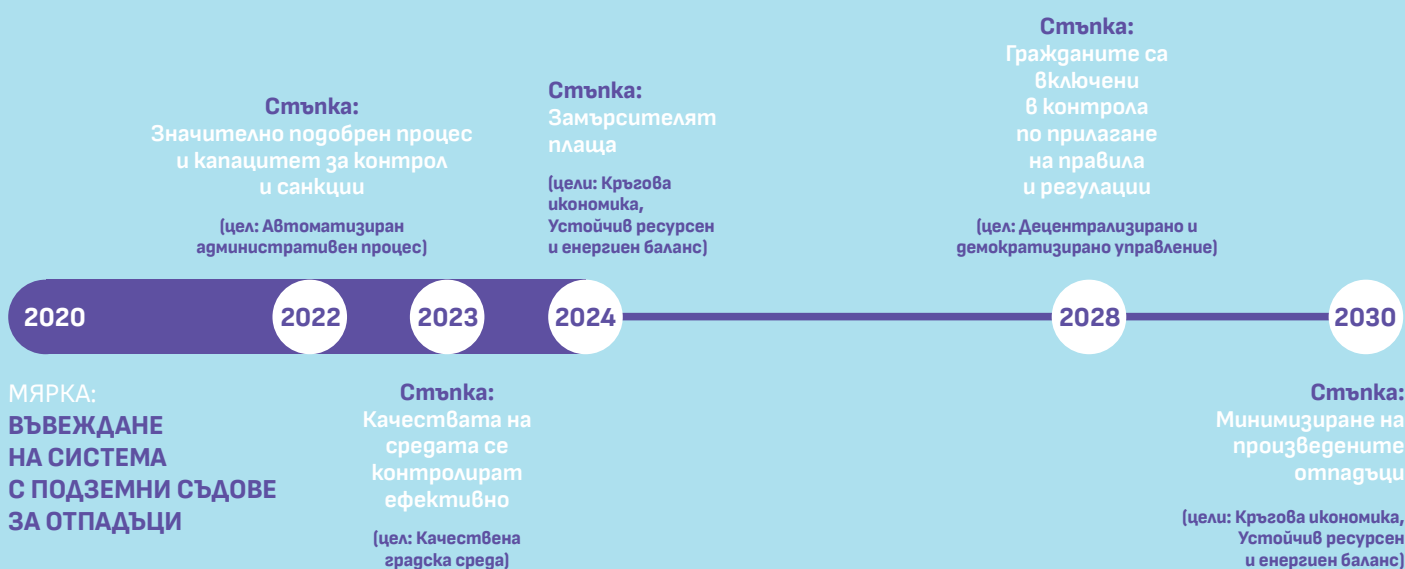 Стъпка:
Значително подобрен процес
и капацитет за контрол
и санкции
(цел: Автоматизиран
административен процес)
Стъпка:
Замърсителят
плаща
(цели: Кръгова
икономика,
Устойчив ресурсен
и енергиен баланс)
Стъпка:
Гражданите са
включени
в контрола
по прилагане
на правила
и регулации
(цел: Децентрализирано и
демократизирано управление)
2020 2022 2023 2024 2028 2030
МЯРКА:
ВЪВЕЖДАНЕ
НА СИСТЕМА
С ПОДЗЕМНИ СЪДОВЕ
ЗА ОТПАДЪЦИ
Стъпка:
Качествата на
средата се
контролират
ефективно
(цел: Качествена
градска среда)
Стъпка:
Минимизиране на
произведените
отпадъци
(цели: Кръгова икономика,
Устойчив ресурсен
и енергиен баланс)